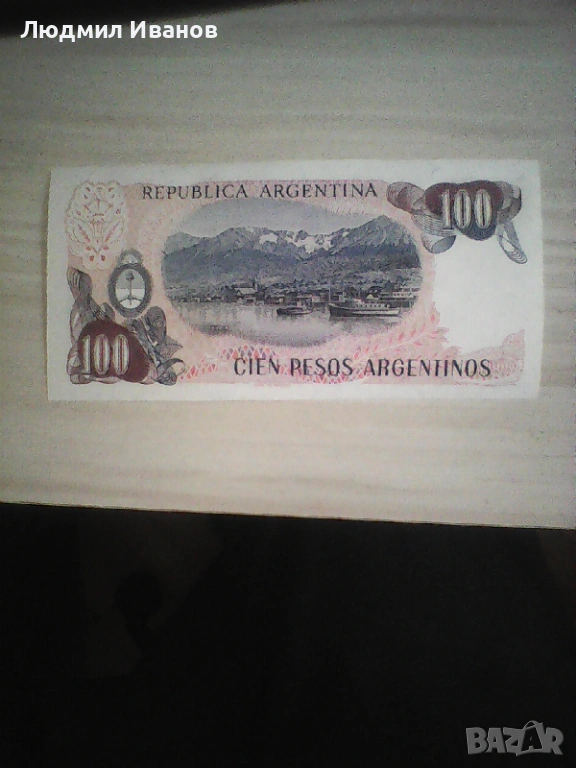 Людмил Иванов
REPUBLICA ARGENTINA
100
100
CIEN PESOS ARGENTINOS
BAZAR